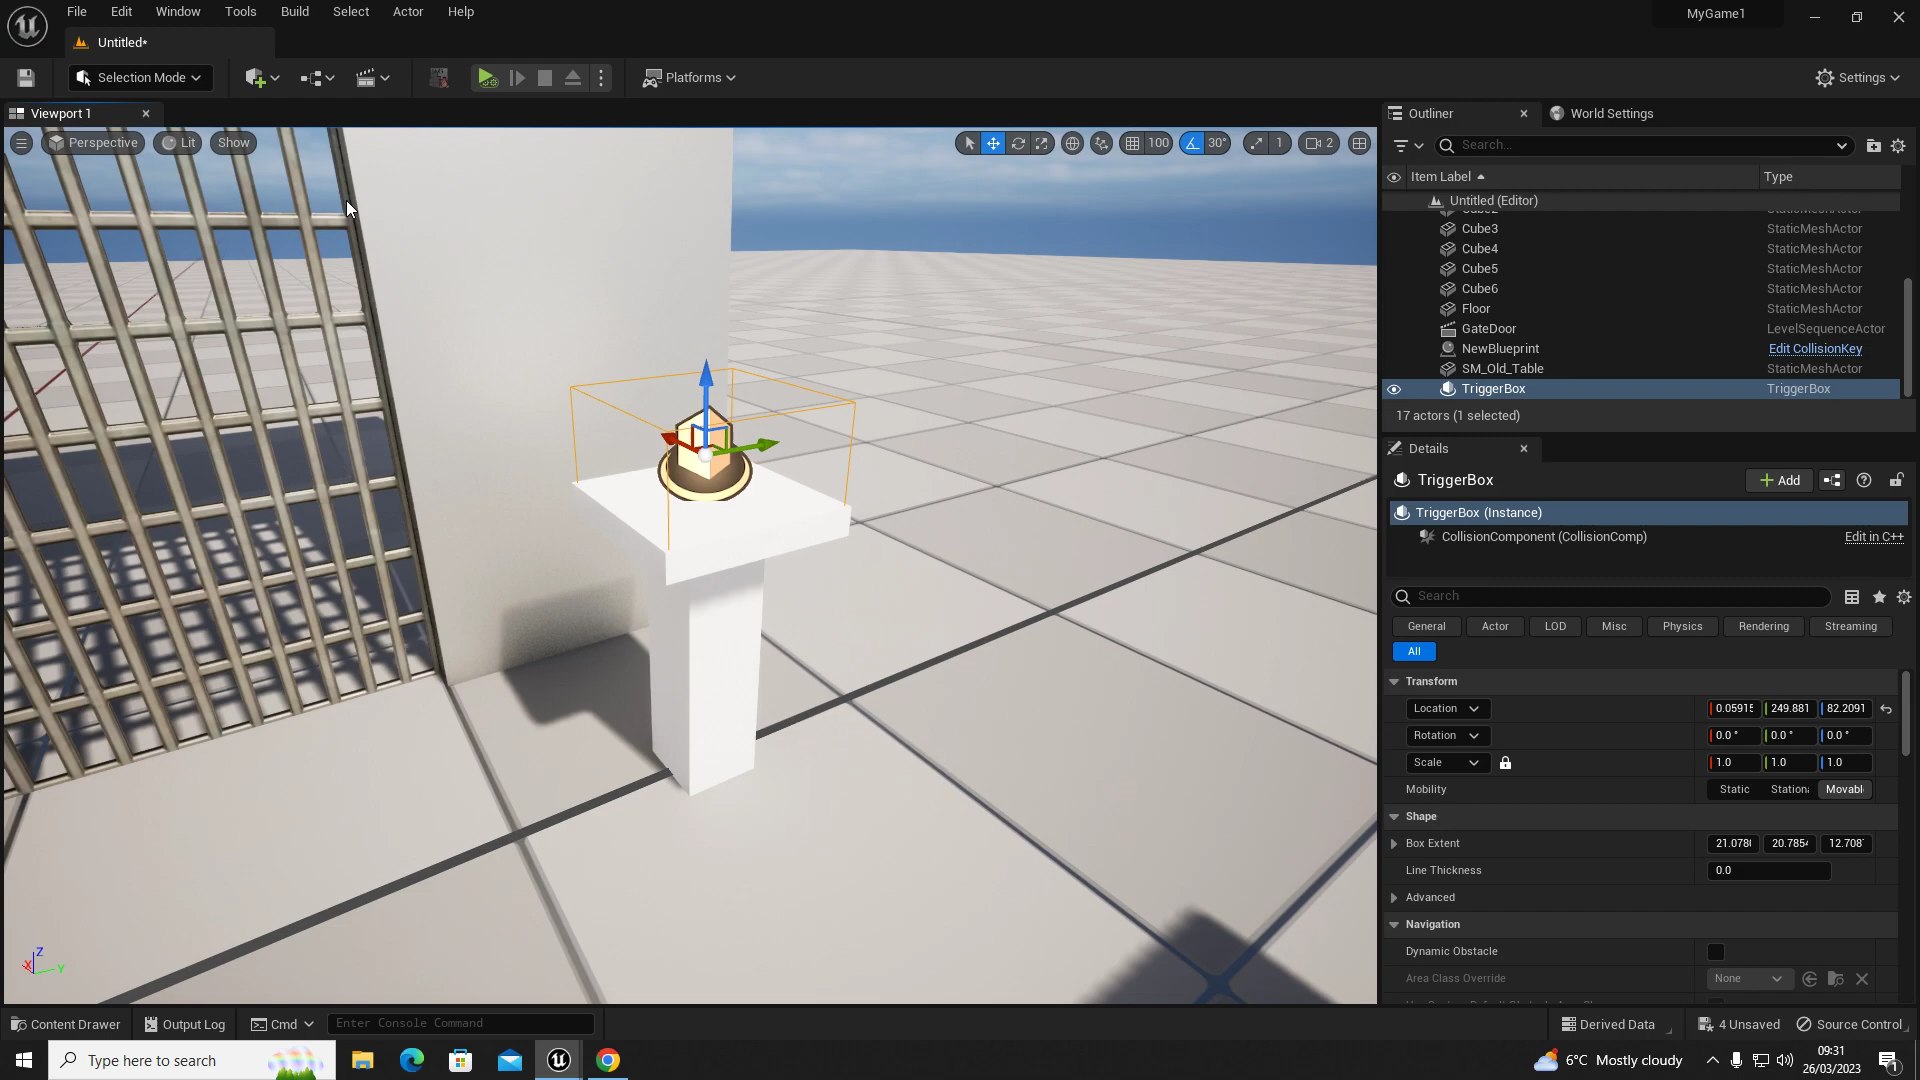 File Edit Window Tools Build Select Actor Help
MyGame1
Untitled*
Selection Mode
Platforms
Settings
Viewport 1
Outliner
World Settings
Perspective
Lit
Show
100
30°
1
2
Search...
Item Label
Type
Untitled (Editor)
Cube2 StaticMeshActor
Cube3 StaticMeshActor
Cube4 StaticMeshActor
Cube5 StaticMeshActor
Cube6 StaticMeshActor
Floor StaticMeshActor
GateDoor LevelSequenceActor
NewBlueprint Edit CollisionKey
SM_Old_Table StaticMeshActor
TriggerBox TriggerBox
17 actors (1 selected)
Details
TriggerBox
Add
TriggerBox (Instance)
CollisionComponent (CollisionComp) Edit in C++
Search
General Actor LOD Misc Physics Rendering Streaming
All
Transform
Location 0.05915 249.881 82.2091
Rotation 0.0 ° 0.0 ° 0.0 °
Scale 1.0 1.0 1.0
Mobility Static Station Movabl
Shape
Box Extent 21.078 20.785 12.708
Line Thickness 0.0
Advanced
Navigation
Dynamic Obstacle
Area Class Override None
Z
X
Y
Content Drawer Output Log Cmd Enter Console Command
Derived Data 4 Unsaved Source Control
Type here to search
6°C Mostly cloudy
09:31
26/03/2023
1